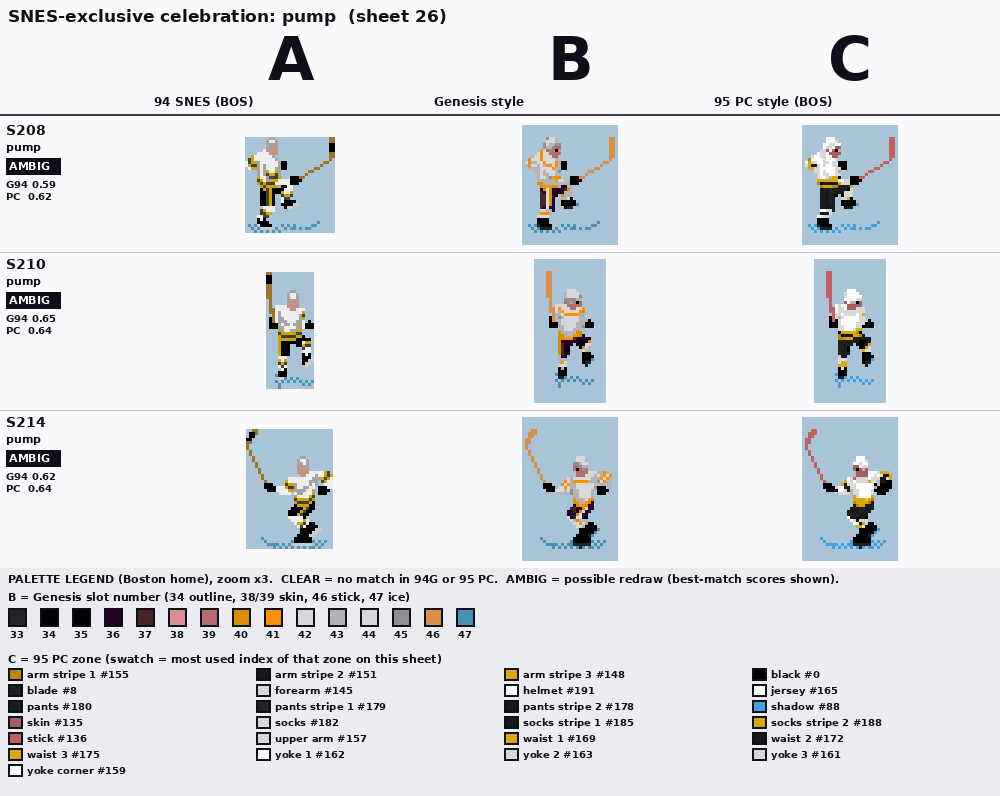 SNES-exclusive celebration: pump  (sheet 26)
A B C
94 SNES (BOS) Genesis style 95 PC style (BOS)
S208
pump
AMBIG
G94 0.59
PC  0.62
S210
pump
AMBIG
G94 0.65
PC  0.64
S214
pump
AMBIG
G94 0.62
PC  0.64
PALETTE LEGEND (Boston home), zoom x3.  CLEAR = no match in 94G or 95 PC.  AMBIG = possible redraw (best-match scores shown).
B = Genesis slot number (34 outline, 38/39 skin, 46 stick, 47 ice)
33 34 35 36 37 38 39 40 41 42 43 44 45 46 47
C = 95 PC zone (swatch = most used index of that zone on this sheet)
arm stripe 1 #155 arm stripe 2 #151 arm stripe 3 #148 black #0
blade #8 forearm #145 helmet #191 jersey #165
pants #180 pants stripe 1 #179 pants stripe 2 #178 shadow #88
skin #135 socks #182 socks stripe 1 #185 socks stripe 2 #188
stick #136 upper arm #157 waist 1 #169 waist 2 #172
waist 3 #175 yoke 1 #162 yoke 2 #163 yoke 3 #161
yoke corner #159